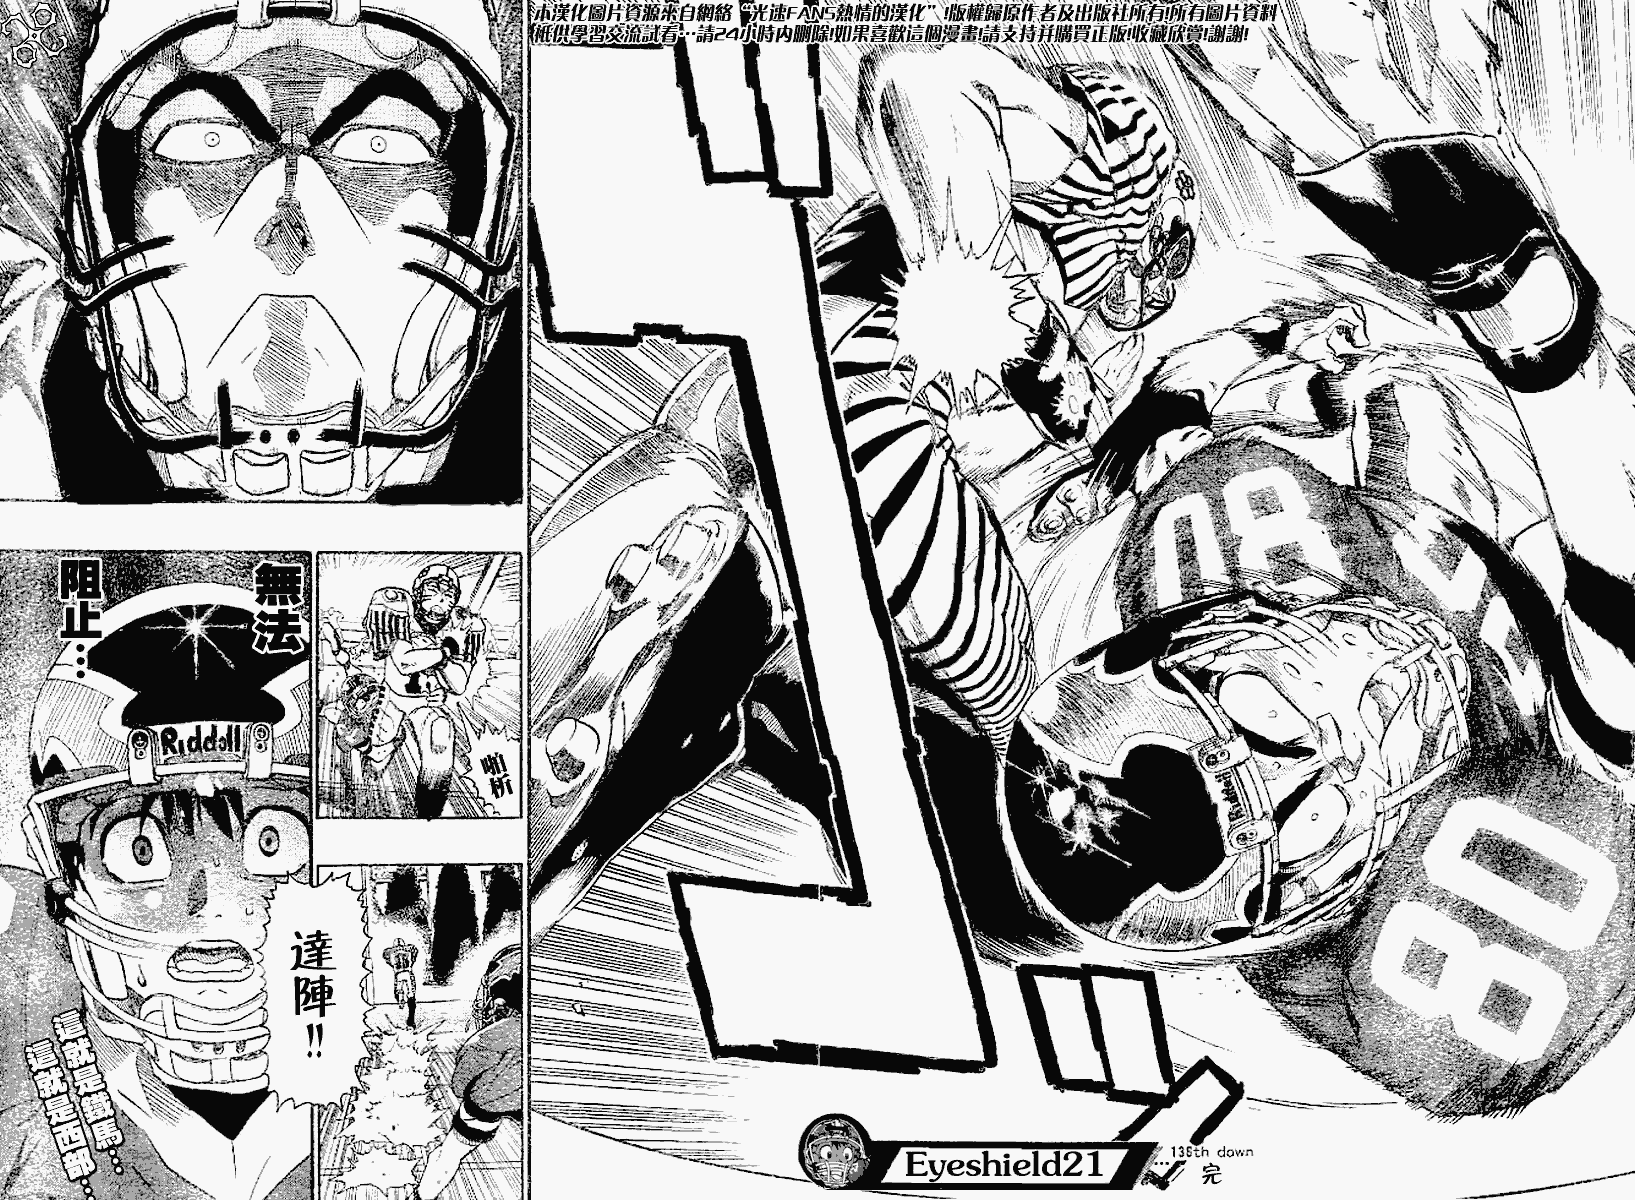 本漢化圖片資源來自網絡“光速FANS熱情的漢化”!版權歸原作者及出版社所有!所有圖片資料
衹供學習交流試看…請24小時內刪除!如果喜歡這個漫畫!請支持并購買正版!收藏欣賞!謝謝!
80
80
啪析
無法
阻止…
Riddell
Riddell
達陣!!
這就是鐵馬…
這就是西部…
Eyeshield21
138th down
完